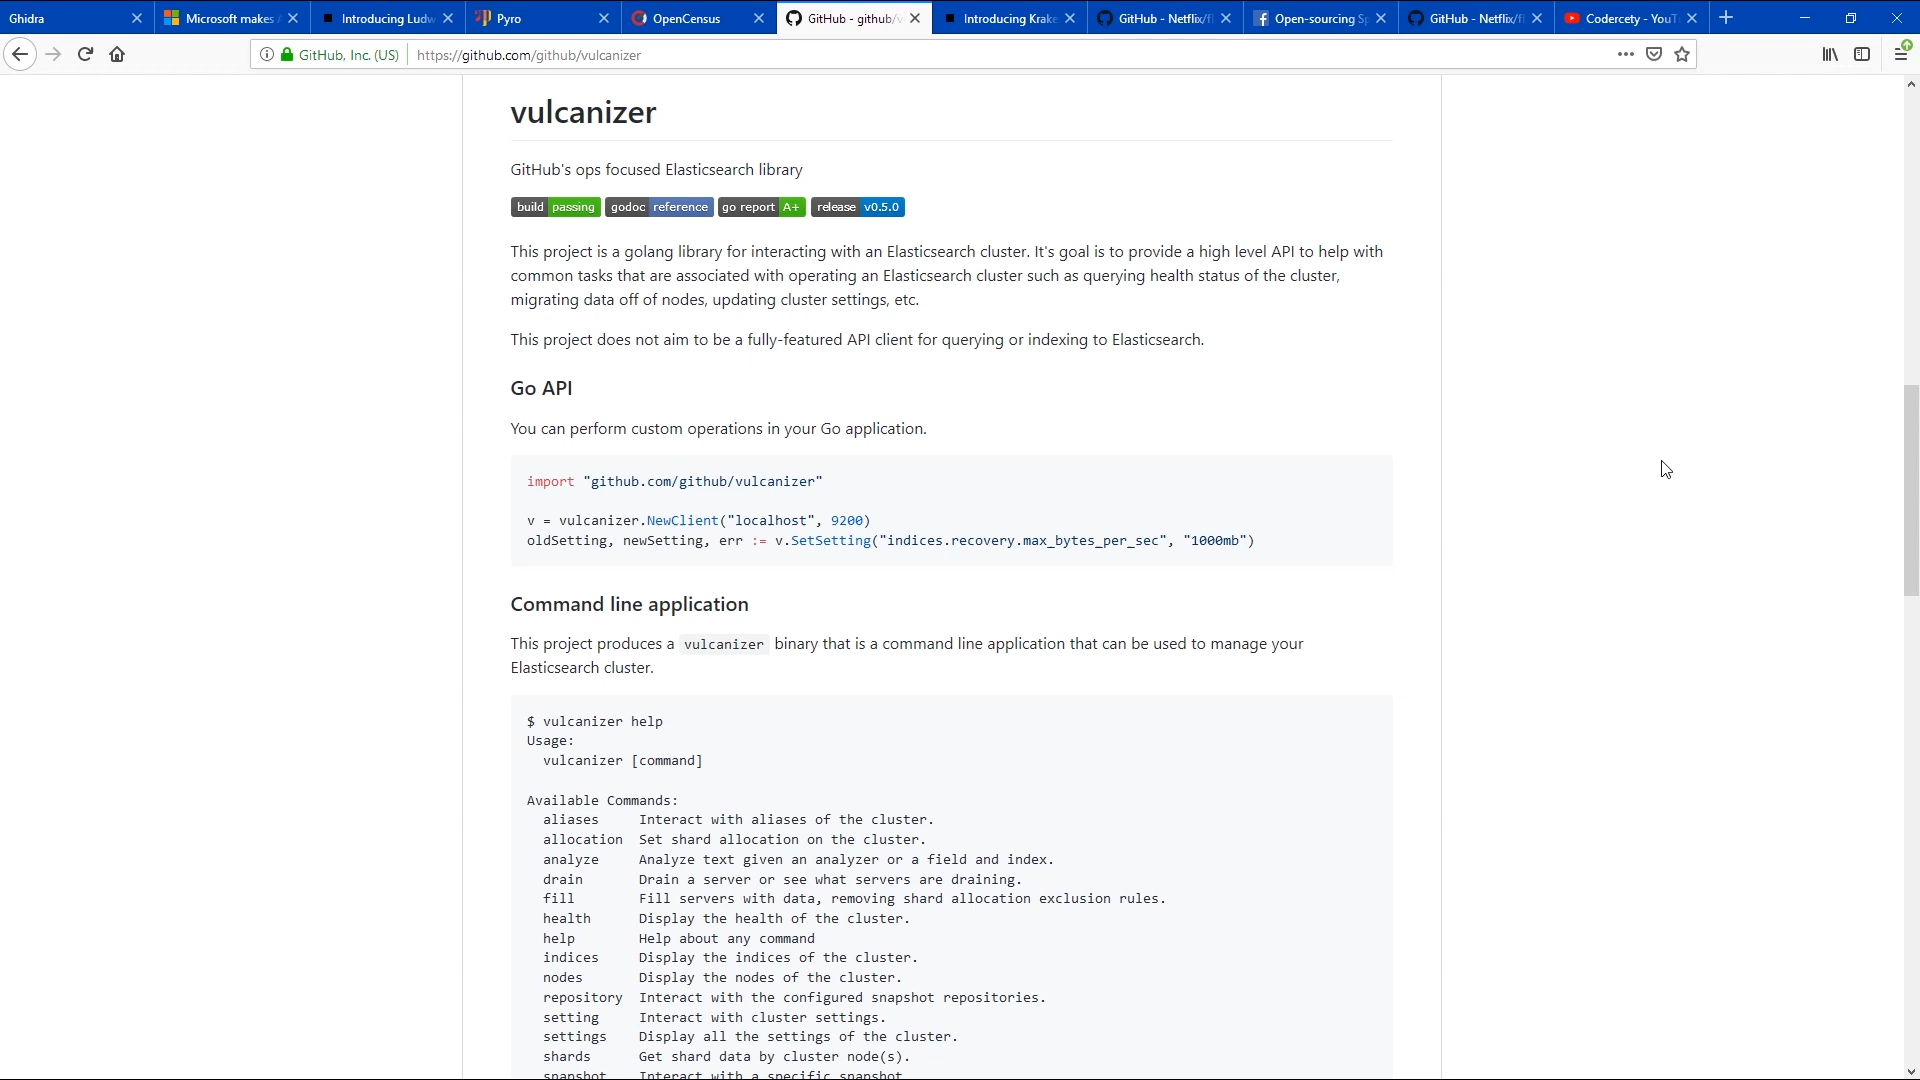 Ghidra
Microsoft makes
Introducing Ludw
Pyro
OpenCensus
GitHub - github/v
Introducing Krake
GitHub - Netflix/fl
Open-sourcing Sp
GitHub - Netflix/fl
Codercety - YouT
GitHub, Inc. (US)
https://github.com/github/vulcanizer
vulcanizer
GitHub's ops focused Elasticsearch library
build passing
godoc reference
go report A+
release v0.5.0
This project is a golang library for interacting with an Elasticsearch cluster. It's goal is to provide a high level API to help with
common tasks that are associated with operating an Elasticsearch cluster such as querying health status of the cluster,
migrating data off of nodes, updating cluster settings, etc.
This project does not aim to be a fully-featured API client for querying or indexing to Elasticsearch.
Go API
You can perform custom operations in your Go application.
import "github.com/github/vulcanizer"
v = vulcanizer.NewClient("localhost", 9200)
oldSetting, newSetting, err := v.SetSetting("indices.recovery.max_bytes_per_sec", "1000mb")
Command line application
This project produces a vulcanizer binary that is a command line application that can be used to manage your
Elasticsearch cluster.
$ vulcanizer help
Usage:
vulcanizer [command]
Available Commands:
aliases Interact with aliases of the cluster.
allocation Set shard allocation on the cluster.
analyze Analyze text given an analyzer or a field and index.
drain Drain a server or see what servers are draining.
fill Fill servers with data, removing shard allocation exclusion rules.
health Display the health of the cluster.
help Help about any command
indices Display the indices of the cluster.
nodes Display the nodes of the cluster.
repository Interact with the configured snapshot repositories.
setting Interact with cluster settings.
settings Display all the settings of the cluster.
shards Get shard data by cluster node(s).
snapshot Interact with a specific snapshot